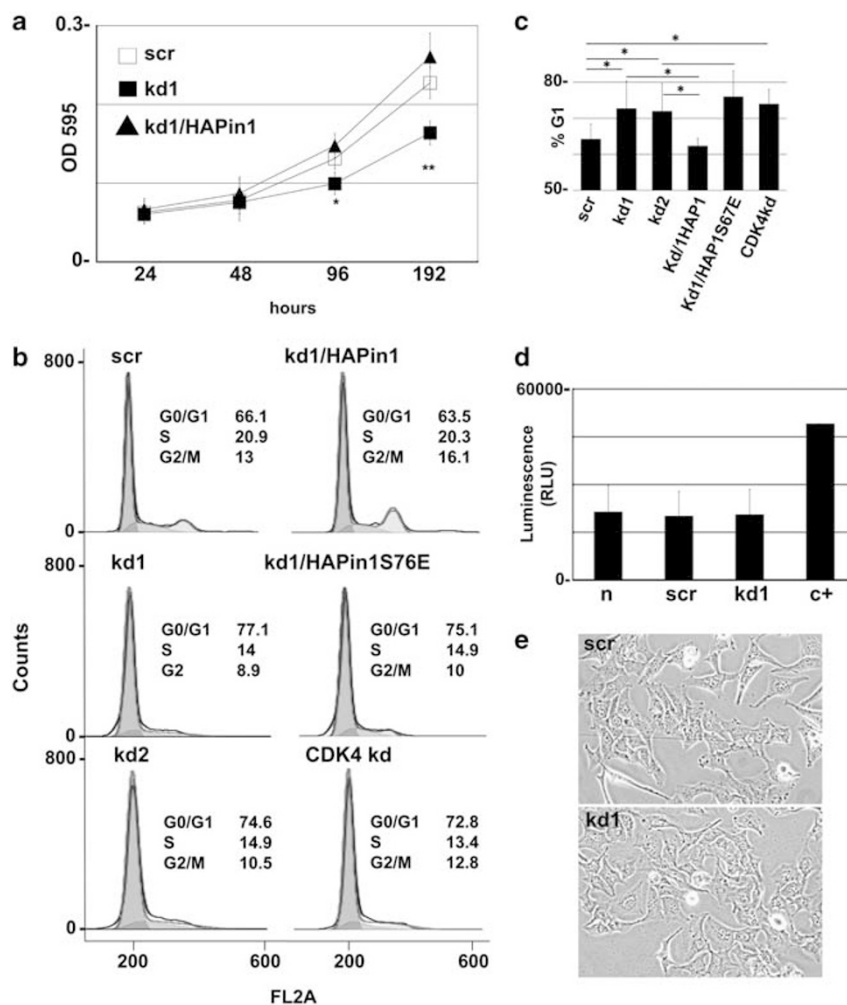 a
0.3-
scr
kd1
kd1/HAPin1
OD 595
*
**
0-
24 48 96 192
hours
b
800
scr
G0/G1 66.1
S 20.9
G2/M 13
0
kd1/HAPin1
G0/G1 63.5
S 20.3
G2/M 16.1
800
kd1
G0/G1 77.1
S 14
G2 8.9
0
kd1/HAPin1S76E
G0/G1 75.1
S 14.9
G2/M 10
Counts
800
kd2
G0/G1 74.6
S 14.9
G2/M 10.5
0
CDK4 kd
G0/G1 72.8
S 13.4
G2/M 12.8
200 600 200 600
FL2A
c
*
*
*
*
*
80
% G1
50
scr
kd1
kd2
Kd/1HAP1
Kd1/HAP1S67E
CDK4kd
d
60000-
Luminescence
(RLU)
0-
n scr kd1 c+
e
scr
kd1